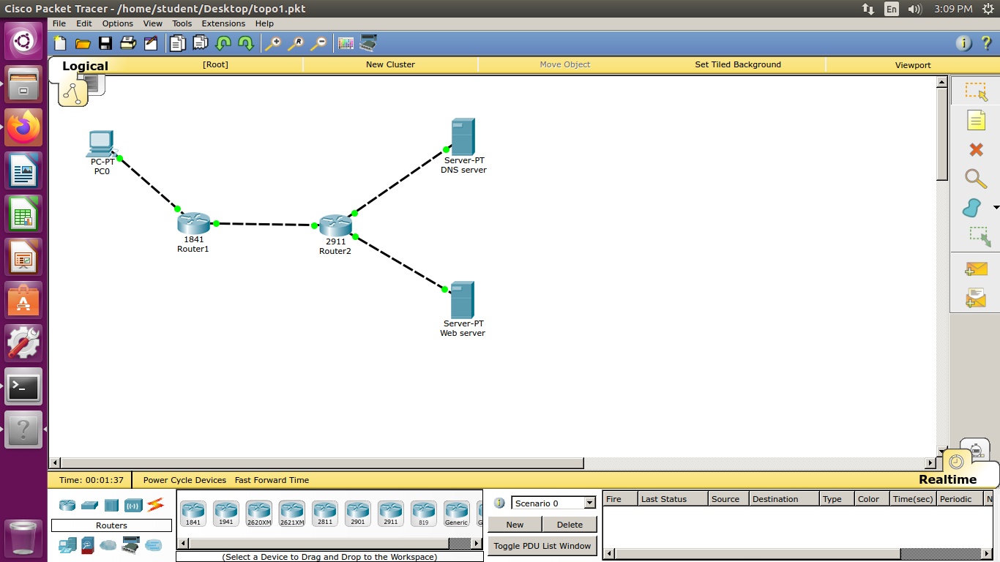 Cisco Packet Tracer - /home/student/Desktop/topo1.pkt En 3:09 PM
File Edit Options View Tools Extensions Help
Logical [Root] New Cluster Move Object Set Tiled Background Viewport
PC-PT
PC0
Server-PT
DNS server
1841
Router1
2911
Router2
Server-PT
Web server
Time: 00:01:37 Power Cycle Devices Fast Forward Time Realtime
Routers
1841 1941 2620XM 2621XM 2811 2901 2911 819 Generic G
(Select a Device to Drag and Drop to the Workspace)
Scenario 0
New Delete
Toggle PDU List Window
Fire Last Status Source Destination Type Color Time(sec) Periodic N